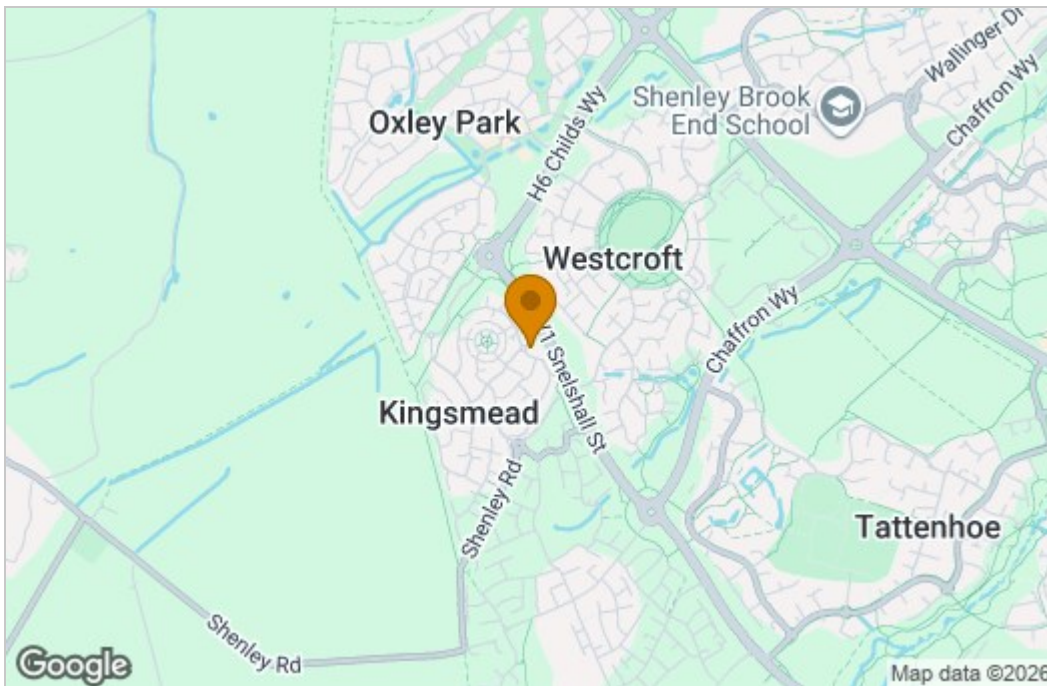 Wallinger Dr
Chaffron Wy
Shenley Brook
End School
Oxley Park
H6 Childs Wy
Westcroft
Chaffron Wy
V1 Snelshall St
Kingsmead
Shenley Rd
Tattenhoe
Shenley Rd
Google
Map data ©2026